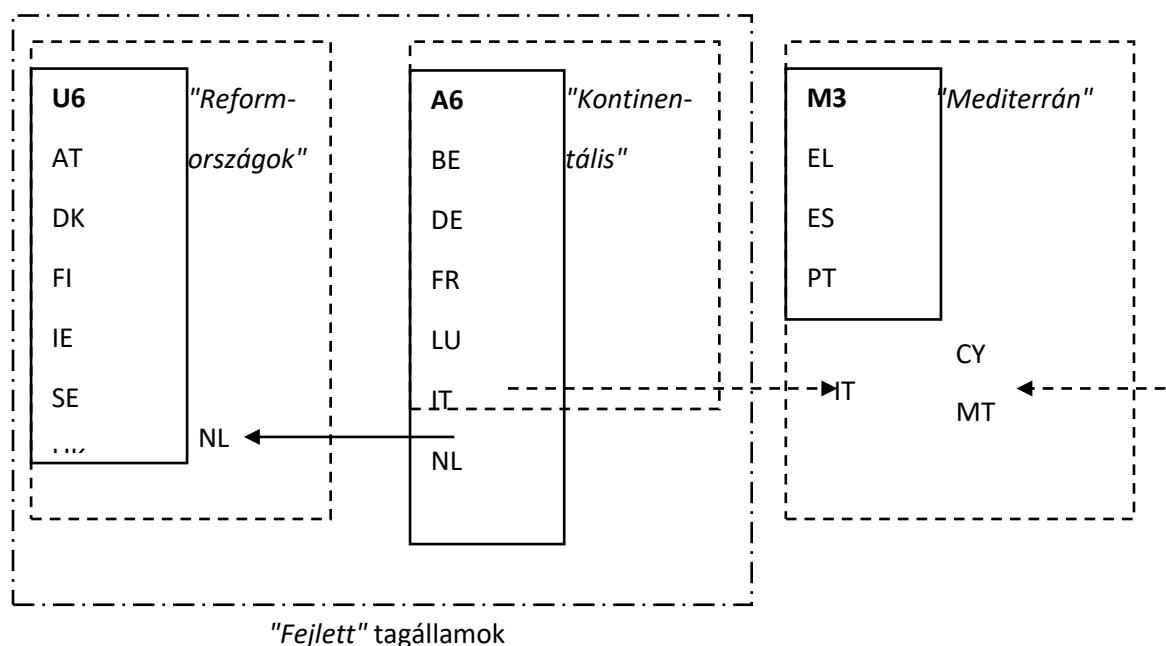 U6
"Reform-
országok"
AT
DK
FI
IE
SE
NL
A6
"Kontinen-
tális"
BE
DE
FR
LU
IT
NL
M3
"Mediterrán"
EL
ES
PT
IT
CY
MT
"Fejlett" tagállamok